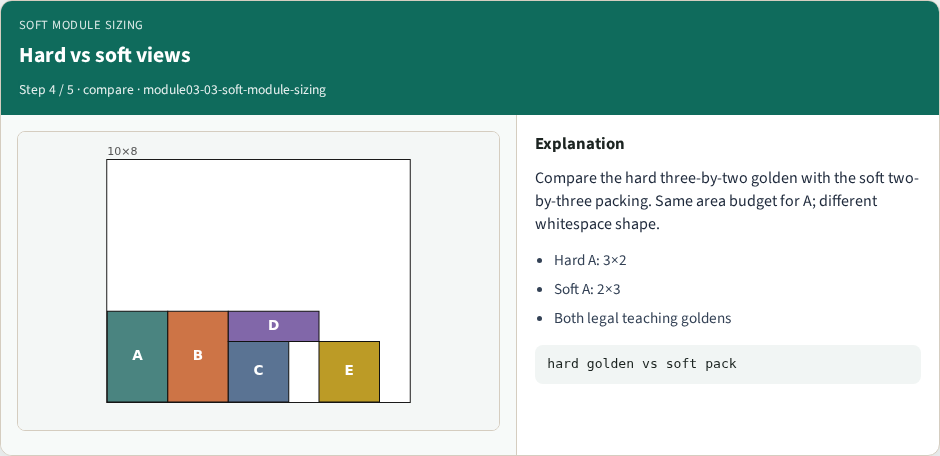 SOFT MODULE SIZING
Hard vs soft views
Step 4 / 5 · compare · module03-03-soft-module-sizing
10×8
A
B
D
C
E
Explanation
Compare the hard three-by-two golden with the soft two-
by-three packing. Same area budget for A; different
whitespace shape.
• Hard A: 3×2
• Soft A: 2×3
• Both legal teaching goldens
hard golden vs soft pack